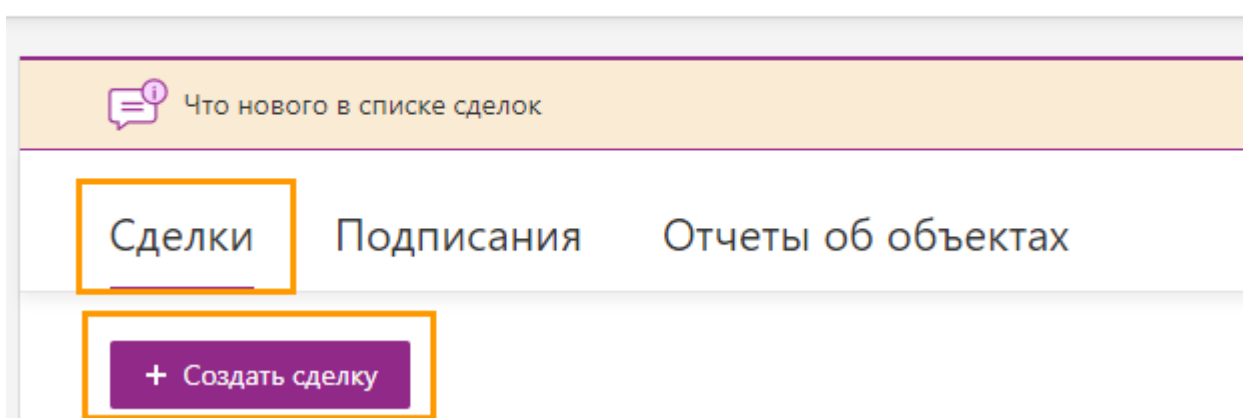 Что нового в списке сделок
Сделки Подписания Отчеты об объектах
+ Создать сделку